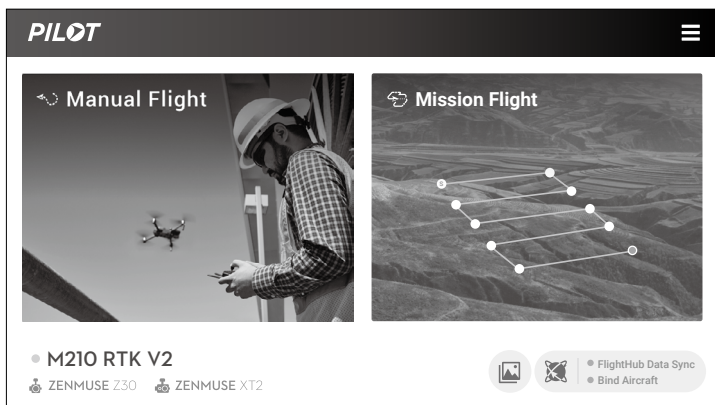 PILOT
Manual Flight
Mission Flight
S
M210 RTK V2
ZENMUSE Z30 ZENMUSE XT2
FlightHub Data Sync
Bind Aircraft